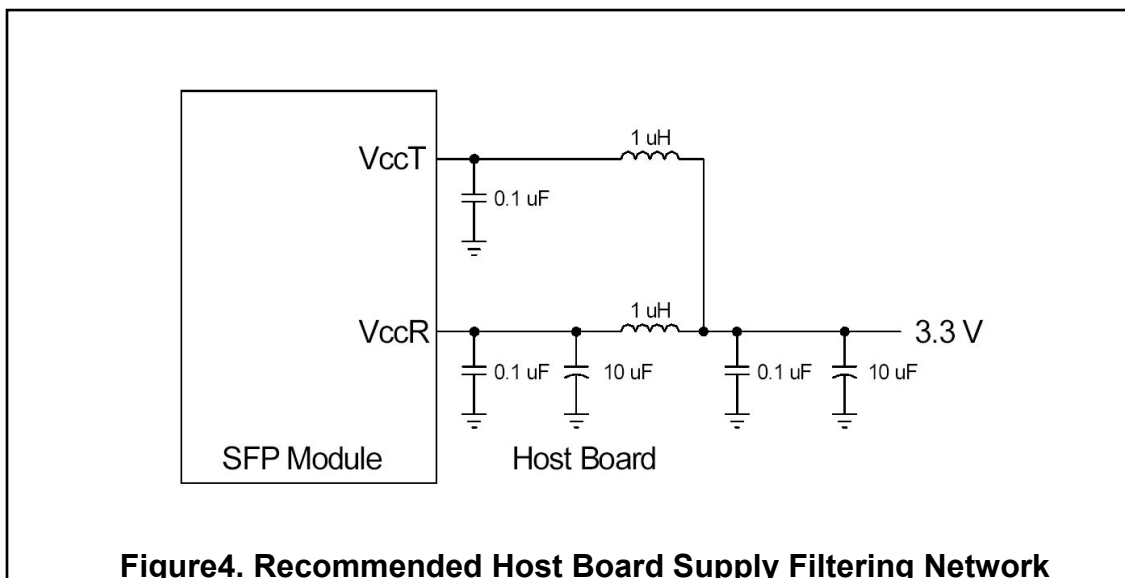 1 uH
VccT
0.1 uF
1 uH
VccR
3.3 V
0.1 uF
10 uF
0.1 uF
10 uF
SFP Module
Host Board
Figure4. Recommended Host Board Supply Filtering Network